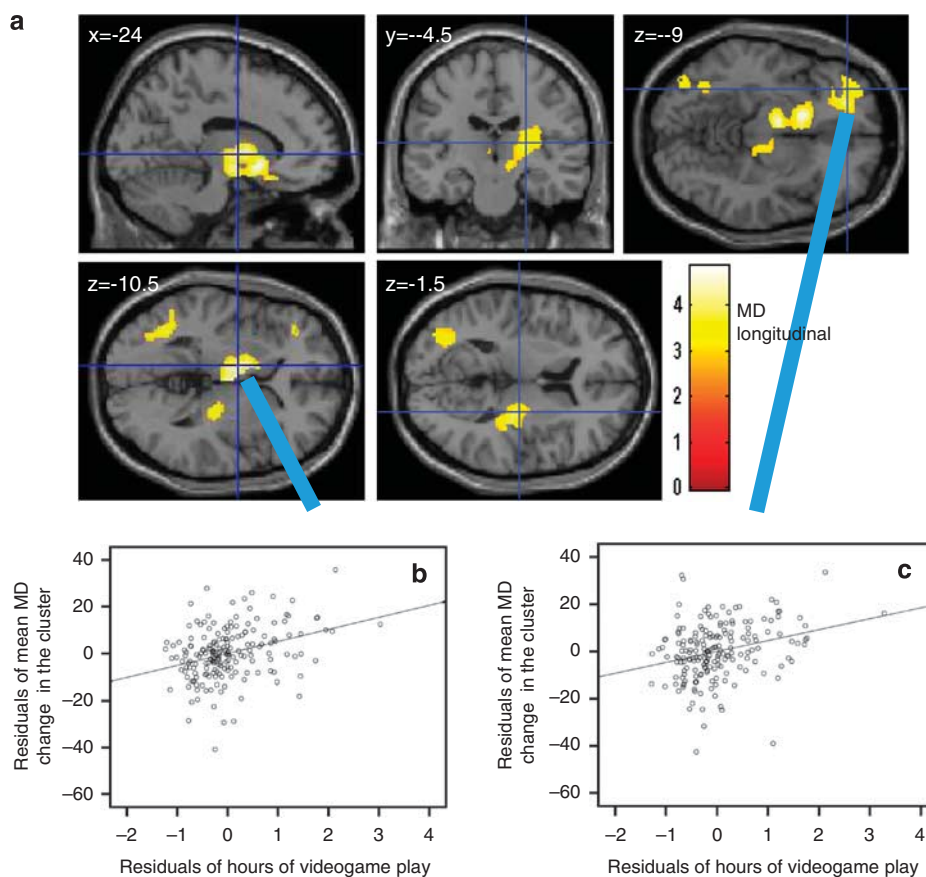 a
x=-24
y=--4.5
z=--9
z=-10.5
z=-1.5
4
3
2
1
0
MD
longitudinal
b
Residuals of mean MD
change in the cluster
40
20
0
–20
–40
–60
–2 –1 0 1 2 3 4
Residuals of hours of videogame play
c
Residuals of mean MD
change in the cluster
40
20
0
–20
–40
–60
–2 –1 0 1 2 3 4
Residuals of hours of videogame play